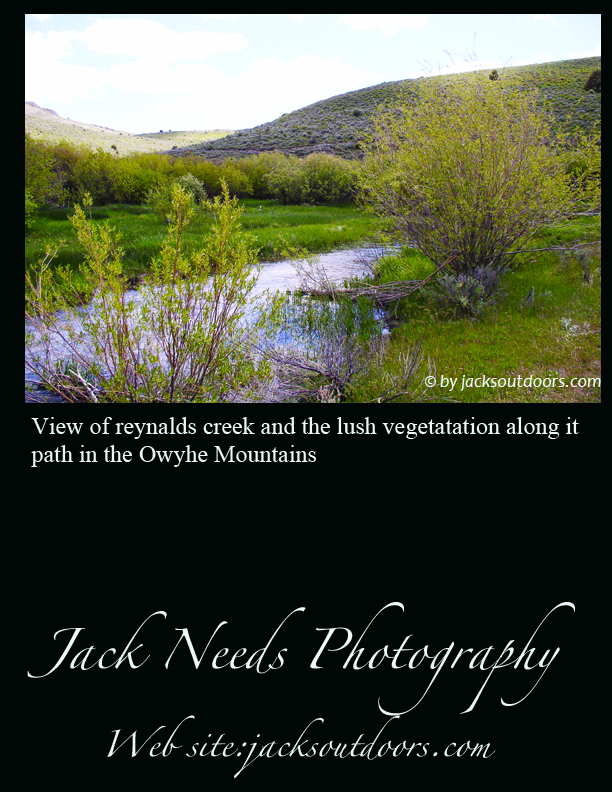 © by jacksoutdoors.com
View of reynalds creek and the lush vegetatation along it
path in the Owyhe Mountains
Jack Needs Photography
Web site:jacksoutdoors.com